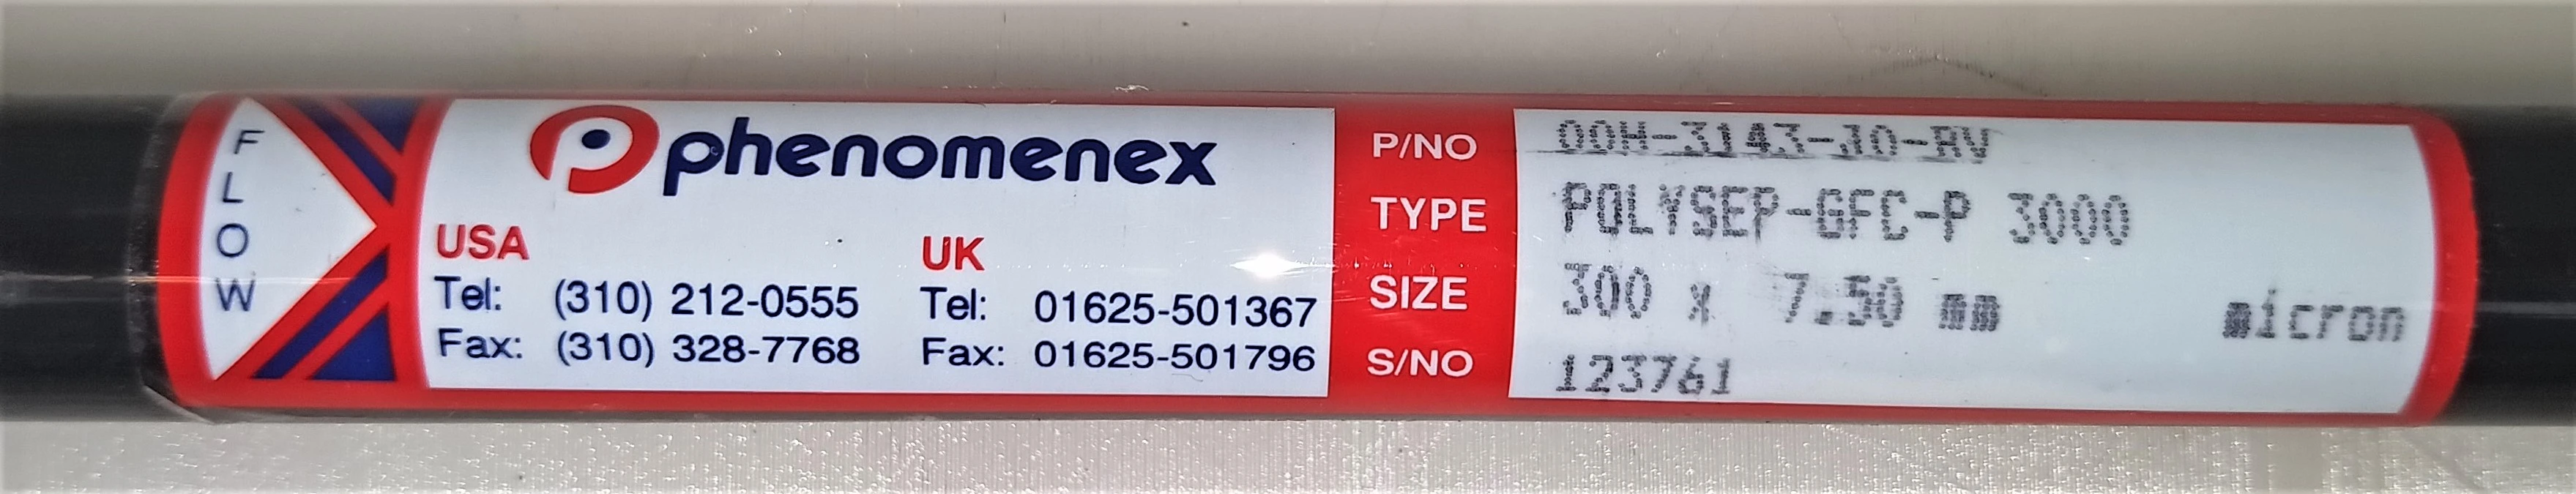 FLOW
phenomenex
USA
Tel: (310) 212-0555
Fax: (310) 328-7768
UK
Tel: 01625-501367
Fax: 01625-501796
P/NO 00H-3143-10-RV
TYPE POLYSEP-GFC-P 3000
SIZE 300 x 7.50 mm micron
S/NO 123761